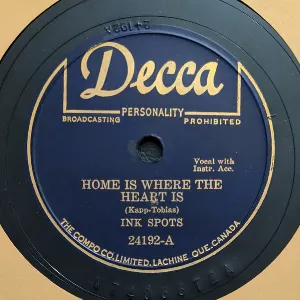 Decca
PERSONALITY
BROADCASTING PROHIBITED
Vocal with
Instr. Acc.
HOME IS WHERE THE
HEART IS
(Kapp-Tobias)
INK SPOTS
24192-A
THE COMPO CO. LIMITED, LACHINE QUE. CANADA